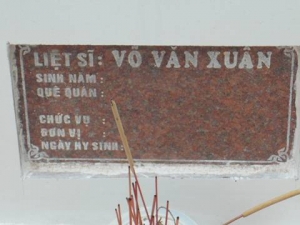 LIỆT SĨ: VÕ VĂN XUÂN
SINH NĂM :
QUÊ QUÁN :
CHỨC VỤ :
ĐƠN VỊ :
NGÀY HY SINH :